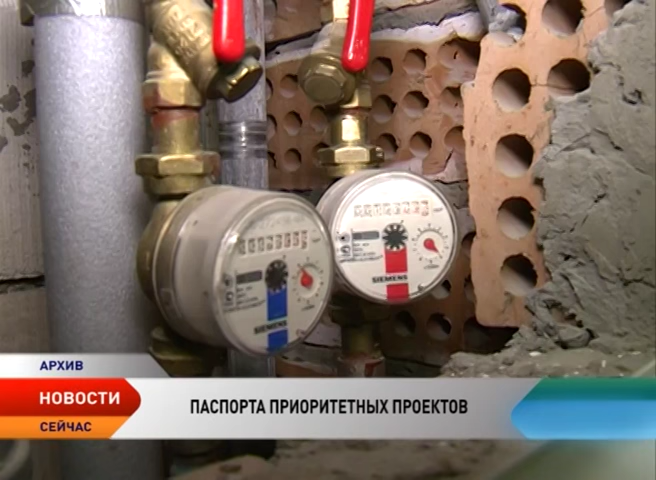 SIEMENS
SIEMENS
АРХИВ
НОВОСТИ
СЕЙЧАС
ПАСПОРТА ПРИОРИТЕТНЫХ ПРОЕКТОВ